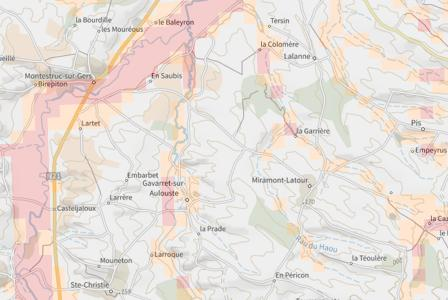 la Bourdille
le Baleyron
les Mouréous
Tersin
la Colomère
Lalanne
Montestruc-sur-Gers
Birepiton
En Saubis
Lartet
la Garrière
Pis
Empeyrus
Embarbet
Gavarret-sur-
Aulouste
Miramont-Latour
Larrère
Casteljaloux
la Prade
Rau du Haou
Larroque
Mouneton
la Téoulère
Ste-Christie
En Péricon